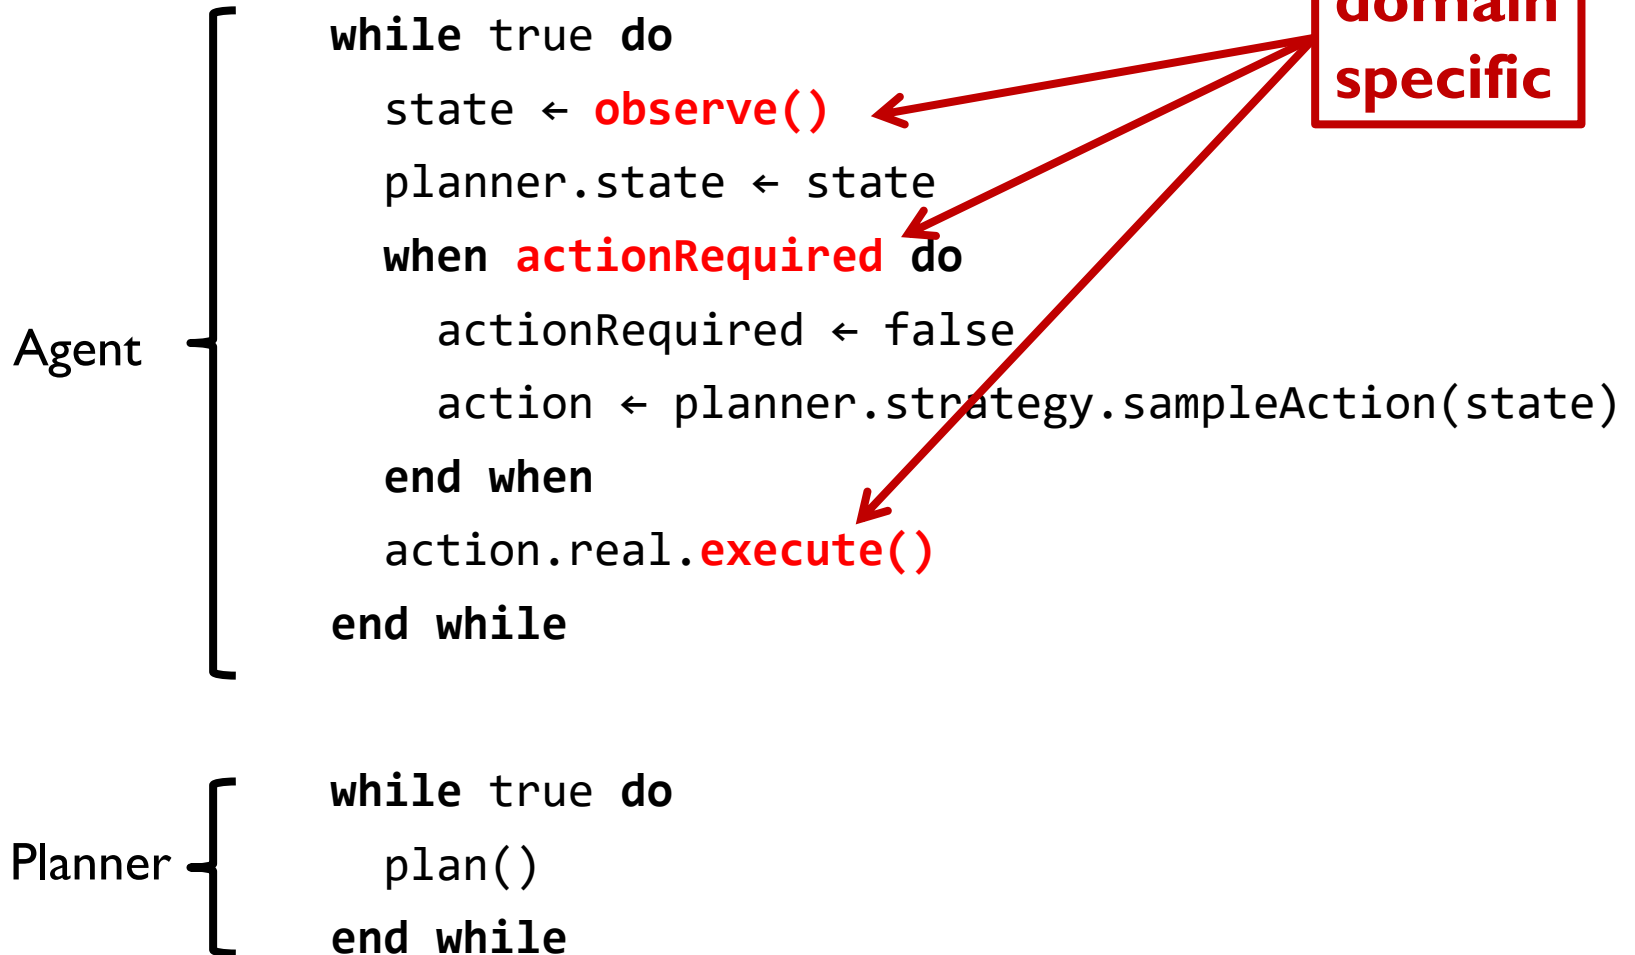 domain
specific
while true do
state ← observe()
planner.state ← state
when actionRequired do
actionRequired ← false
action ← planner.strategy.sampleAction(state)
end when
action.real.execute()
end while
Agent
while true do
plan()
end while
Planner